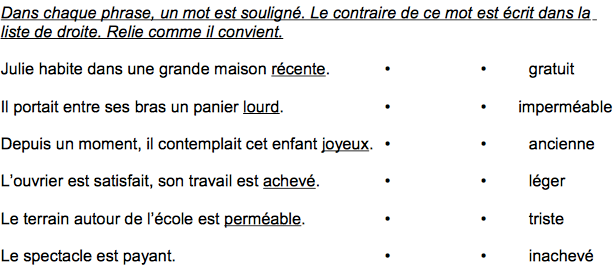 Dans chaque phrase, un mot est souligné. Le contraire de ce mot est écrit dans la
liste de droite. Relie comme il convient.
Julie habite dans une grande maison récente. • • gratuit
Il portait entre ses bras un panier lourd. • • imperméable
Depuis un moment, il contemplait cet enfant joyeux. • • ancienne
L’ouvrier est satisfait, son travail est achevé. • • léger
Le terrain autour de l’école est perméable. • • triste
Le spectacle est payant. • • inachevé